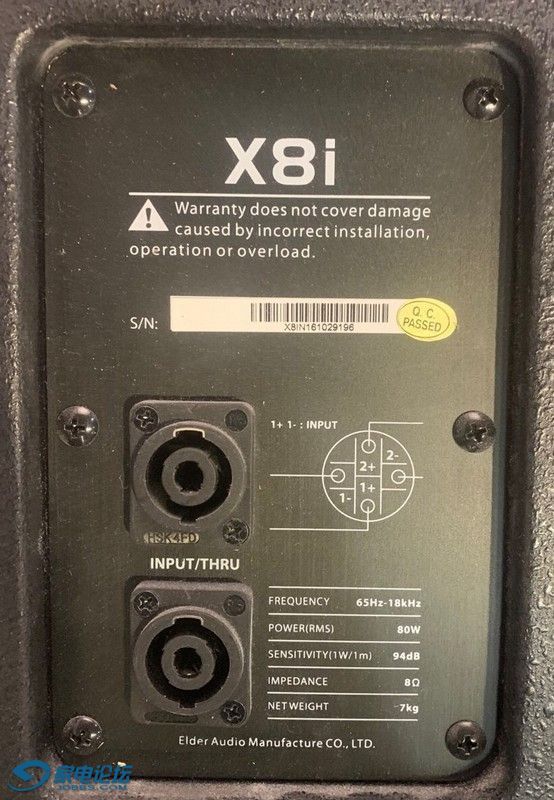 X8i
Warranty does not cover damage
caused by incorrect installation,
operation or overload.
S/N:
X8IN161029196
Q.C.
PASSED
1+ 1- : INPUT
2+
2-
1-
1+
HSK4FD
INPUT/THRU
FREQUENCY 65Hz-18kHz
POWER(RMS) 80W
SENSITIVITY(1W/1m) 94dB
IMPEDANCE 8Ω
NET WEIGHT 7kg
Elder Audio Manufacture CO., LTD.
家电论坛
JDBBS.COM